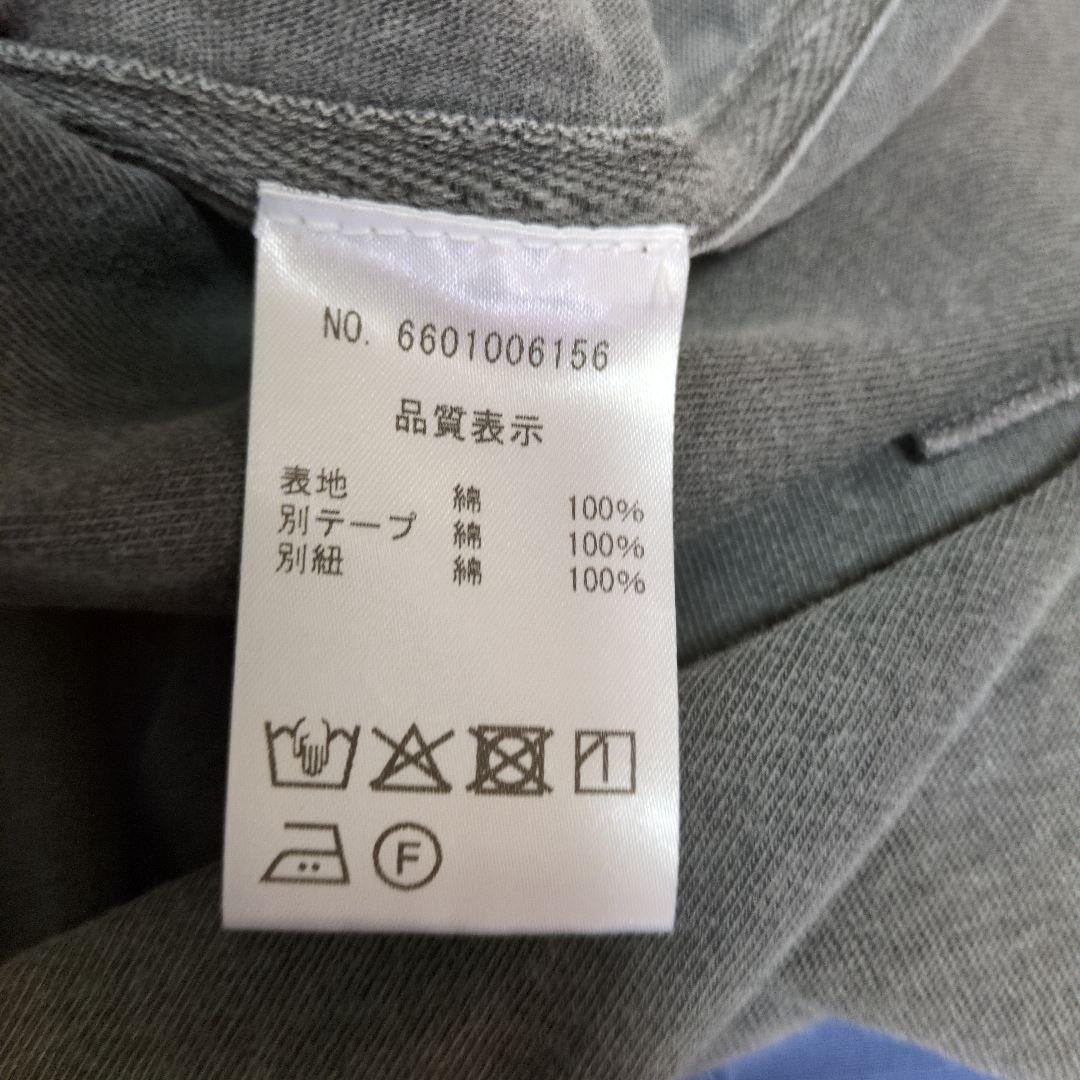 NO. 6601006156
品質表示
表地 綿 100%
別テープ 綿 100%
別紐 綿 100%
F